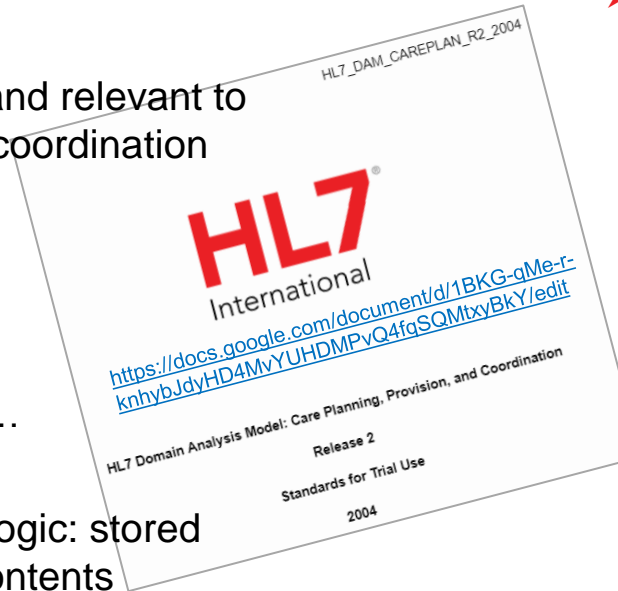 and relevant to
coordination
HL7_DAM_CAREPLAN_R2_2004
HL7®
International
https://docs.google.com/document/d/1BKG-qMe-r-
knhybJdyHD4MvYUHDMPvQ4fqSQMtxyBkY/edit
HL7 Domain Analysis Model: Care Planning, Provision, and Coordination
Release 2
Standards for Trial Use
2004
…
ogic: stored
ontents